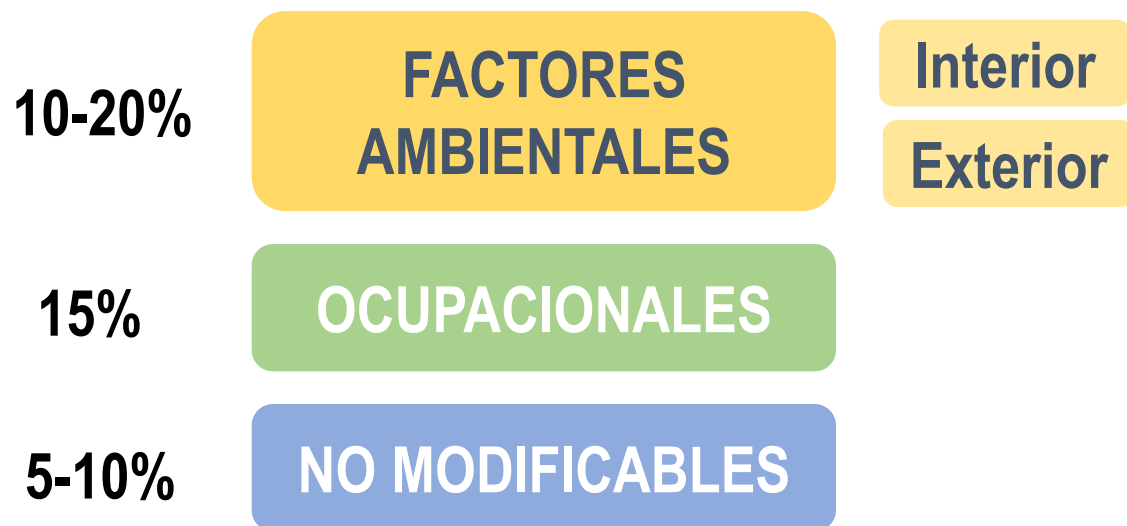 10-20%
FACTORES
AMBIENTALES
Interior
Exterior
15%
OCUPACIONALES
5-10%
NO MODIFICABLES